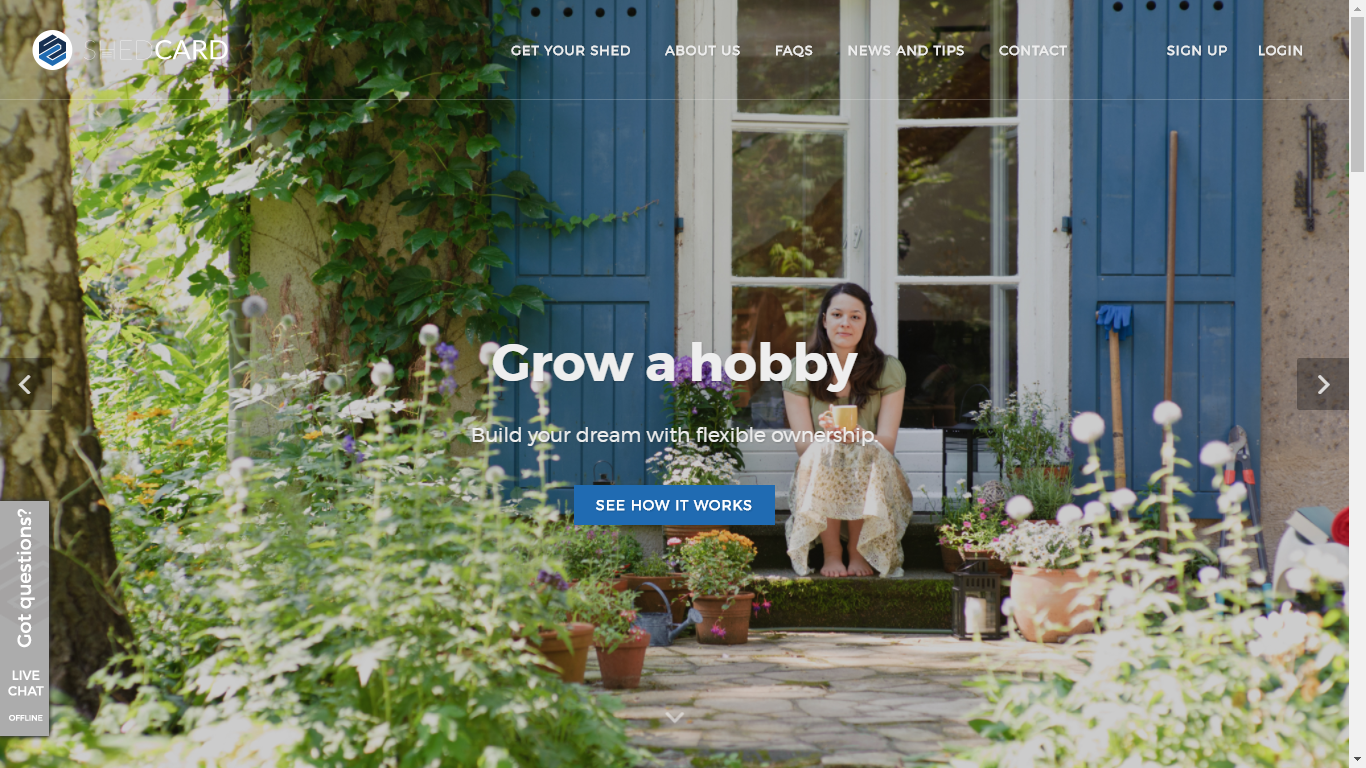 SHEDCARD
GET YOUR SHED
ABOUT US
FAQS
NEWS AND TIPS
CONTACT
SIGN UP
LOGIN
Grow a hobby
Build your dream with flexible ownership.
SEE HOW IT WORKS
Got questions?
LIVE
CHAT
OFFLINE